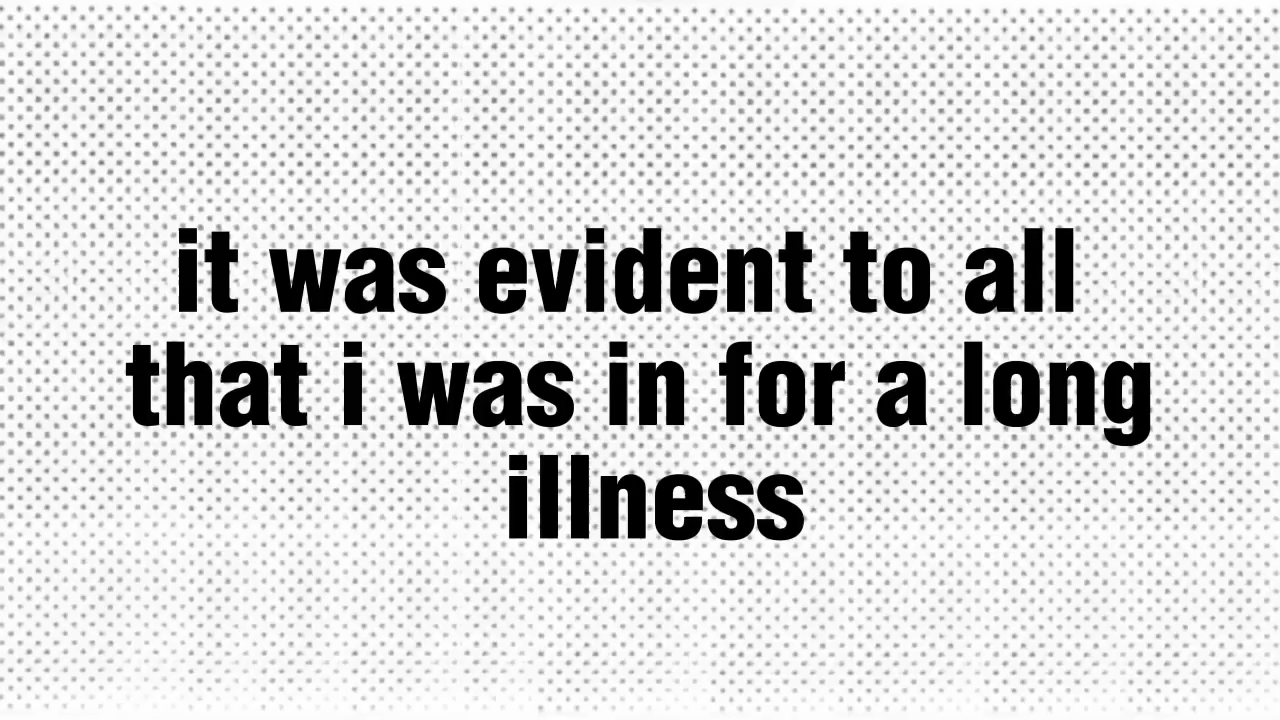 it was evident to all
that i was in for a long
illness